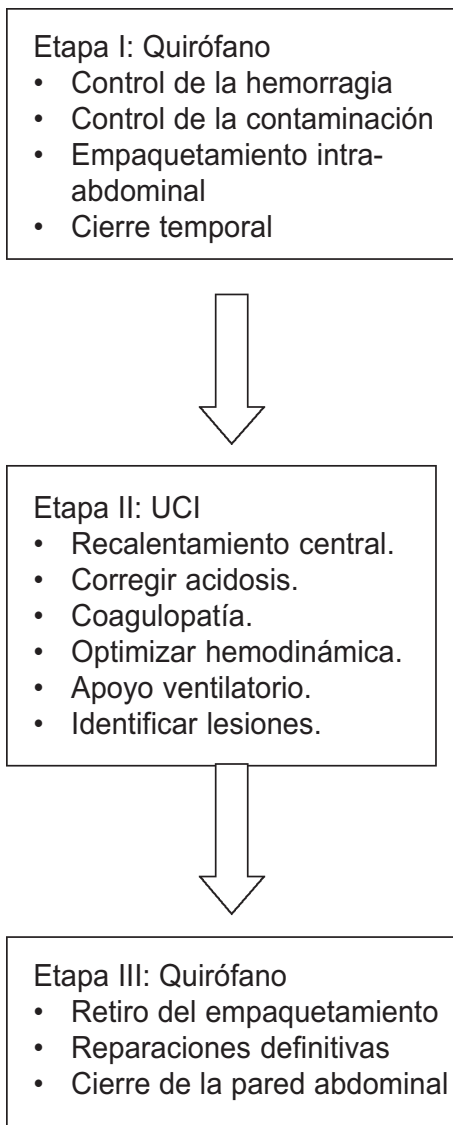 Etapa I: Quirófano
• Control de la hemorragia
• Control de la contaminación
• Empaquetamiento intra-
abdominal
• Cierre temporal
Etapa II: UCI
• Recalentamiento central.
• Corregir acidosis.
• Coagulopatía.
• Optimizar hemodinámica.
• Apoyo ventilatorio.
• Identificar lesiones.
Etapa III: Quirófano
• Retiro del empaquetamiento
• Reparaciones definitivas
• Cierre de la pared abdominal